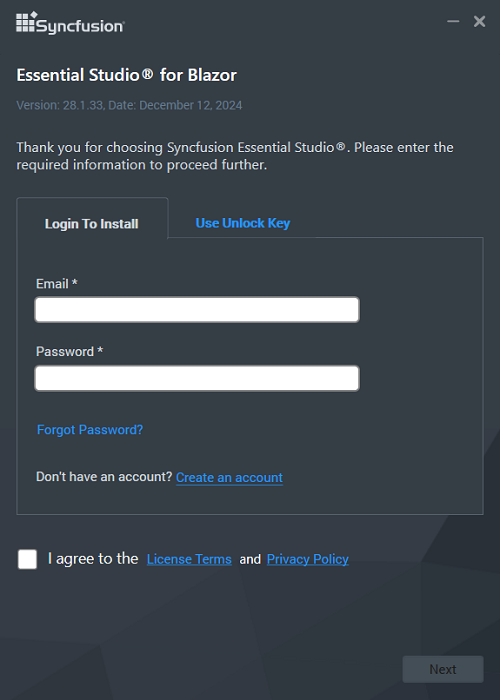 Syncfusion®
Essential Studio® for Blazor
Version: 28.1.33, Date: December 12, 2024
Thank you for choosing Syncfusion Essential Studio®. Please enter the
required information to proceed further.
Login To Install
Use Unlock Key
Email *
Password *
Forgot Password?
Don't have an account? Create an account
I agree to the License Terms and Privacy Policy
Next